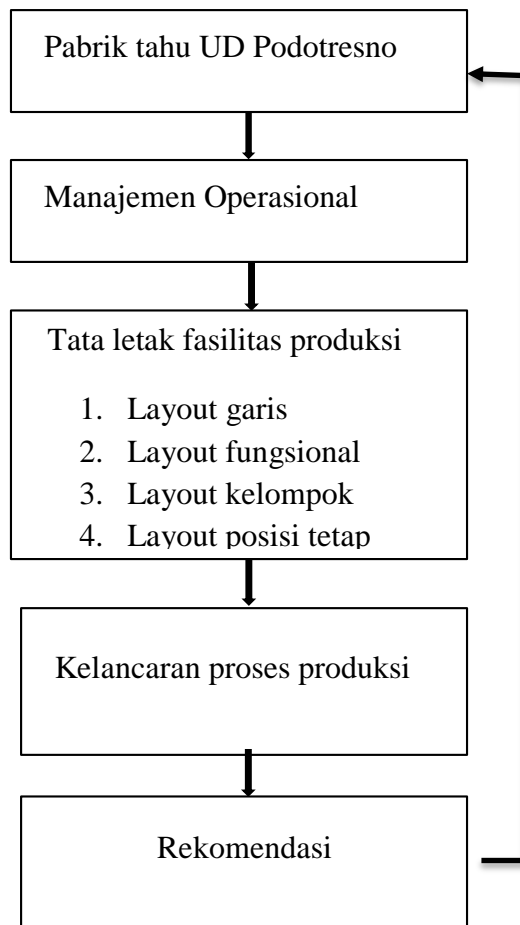 Pabrik tahu UD Podotresno
Manajemen Operasional
Tata letak fasilitas produksi
1. Layout garis
2. Layout fungsional
3. Layout kelompok
4. Layout posisi tetap
Kelancaran proses produksi
Rekomendasi